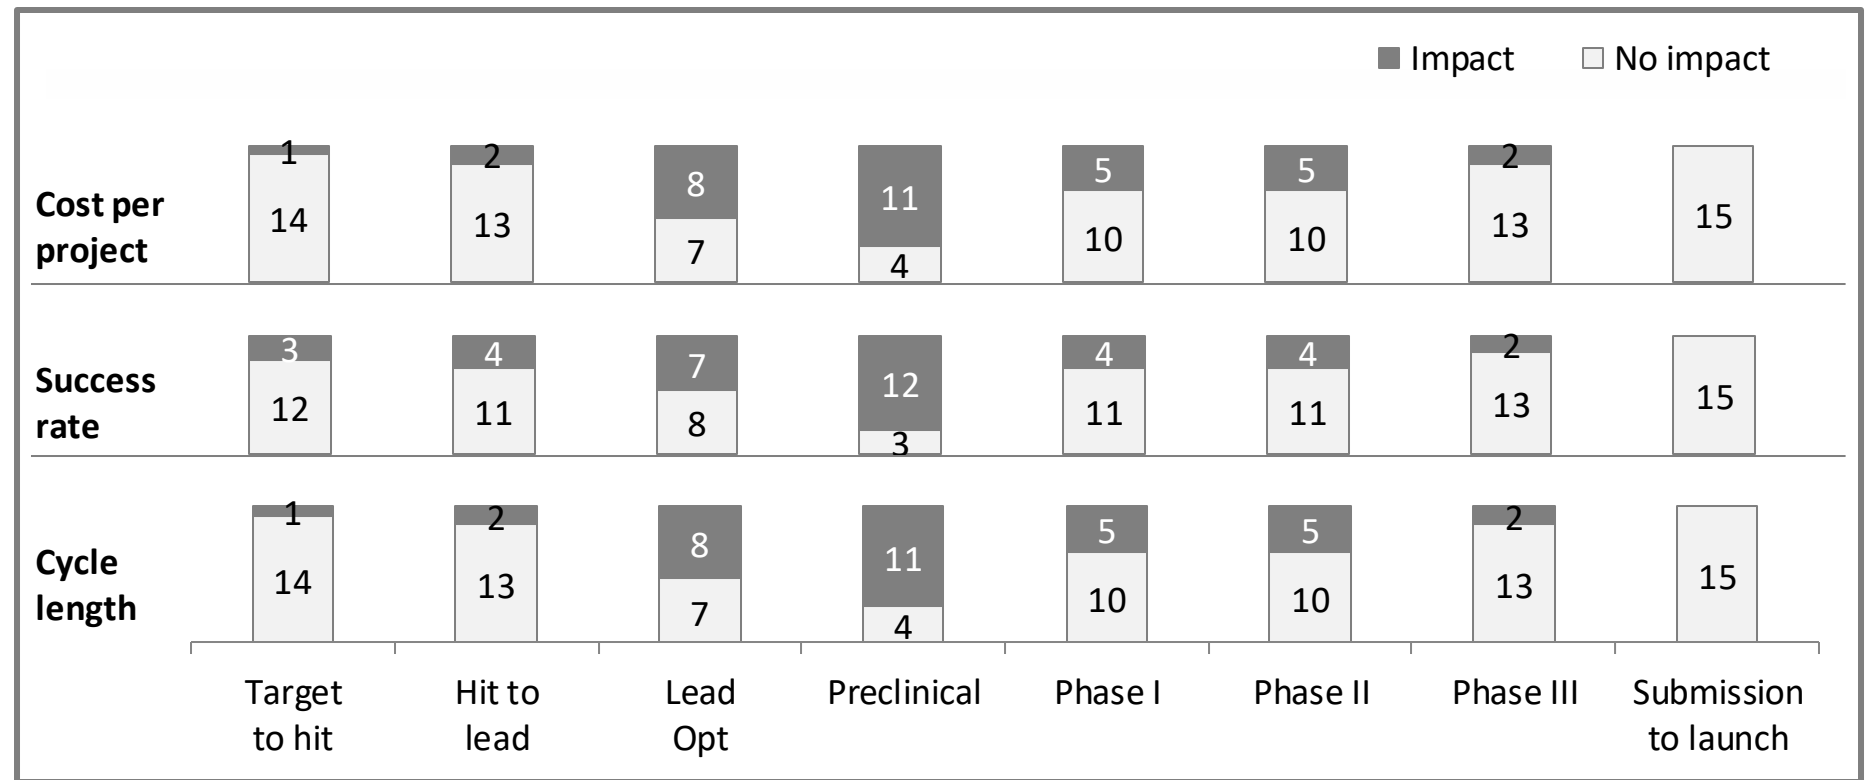 Impact No impact
Cost per
project
1 2 8 11 5 5 2
14 13 7 4 10 10 13 15
Success
rate
3 4 7 12 4 4 2
12 11 8 3 11 11 13 15
Cycle
length
1 2 8 11 5 5 2
14 13 7 4 10 10 13 15
Target
to hit
Hit to
lead
Lead
Opt
Preclinical
Phase I
Phase II
Phase III
Submission
to launch